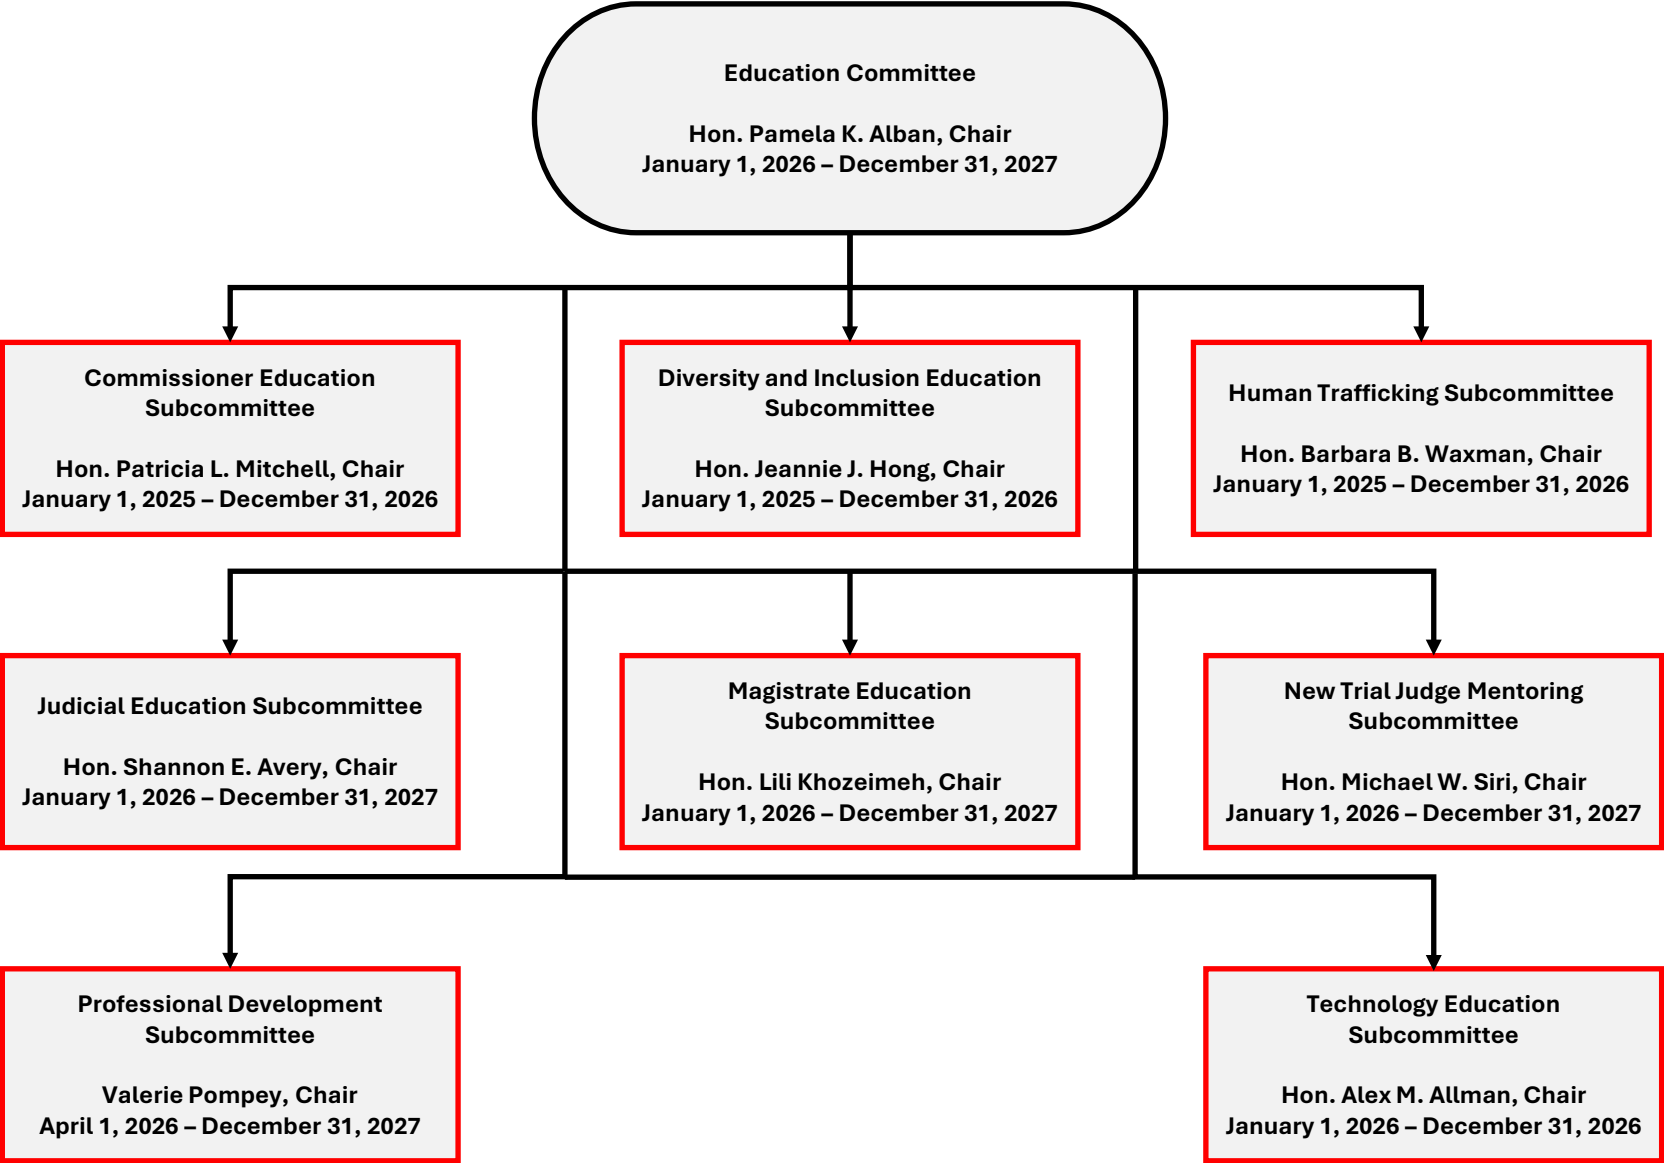 Education Committee
Hon. Pamela K. Alban, Chair
January 1, 2026 – December 31, 2027
Commissioner Education
Subcommittee
Hon. Patricia L. Mitchell, Chair
January 1, 2025 – December 31, 2026
Diversity and Inclusion Education
Subcommittee
Hon. Jeannie J. Hong, Chair
January 1, 2025 – December 31, 2026
Human Trafficking Subcommittee
Hon. Barbara B. Waxman, Chair
January 1, 2025 – December 31, 2026
Judicial Education Subcommittee
Hon. Shannon E. Avery, Chair
January 1, 2026 – December 31, 2027
Magistrate Education
Subcommittee
Hon. Lili Khozeimeh, Chair
January 1, 2026 – December 31, 2027
New Trial Judge Mentoring
Subcommittee
Hon. Michael W. Siri, Chair
January 1, 2026 – December 31, 2027
Professional Development
Subcommittee
Valerie Pompey, Chair
April 1, 2026 – December 31, 2027
Technology Education
Subcommittee
Hon. Alex M. Allman, Chair
January 1, 2026 – December 31, 2026